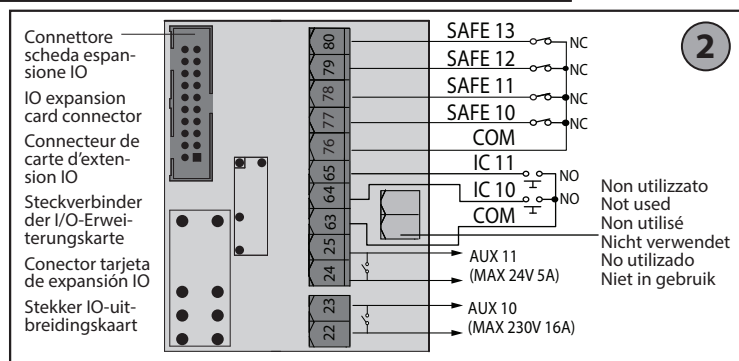 Connettore
scheda espan-
sione IO
IO expansion
card connector
Connecteur de
carte d'exten-
sion IO
Steckverbinder
der I/O-Erwei-
terungskarte
Conector tarjeta
de expansión IO
Stekker IO-uit-
breidingskaart
80
79
78
77
76
65
64
63
25
24
23
22
SAFE 13
NC
SAFE 12
NC
SAFE 11
NC
SAFE 10
NC
COM
IC 11
NO
IC 10
NO
COM
AUX 11
(MAX 24V 5A)
AUX 10
(MAX 230V 16A)
2
Non utilizzato
Not used
Non utilisé
Nicht verwendet
No utilizado
Niet in gebruik